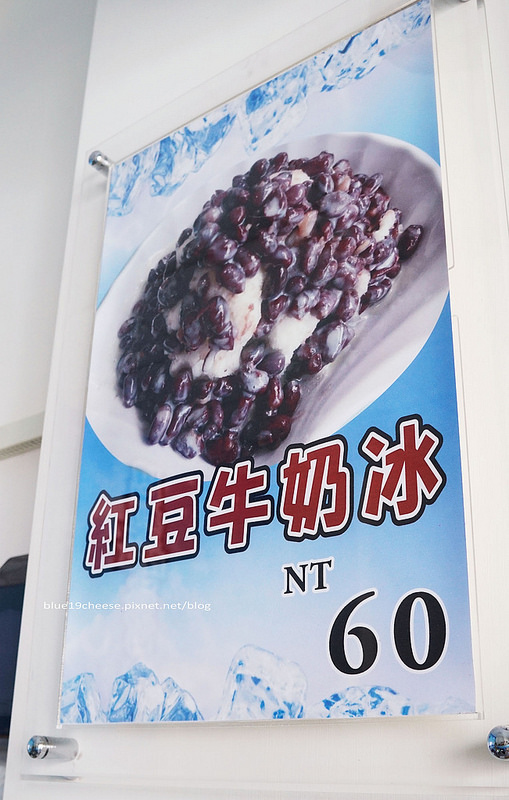 紅豆牛奶冰
NT
60
blue19cheese.pixnet.net/blog